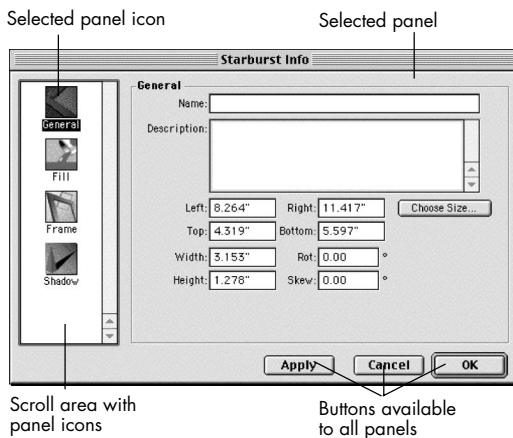 Selected panel icon
Selected panel
Starburst Info
General
Name:
Description:
General
Fill
Frame
Shadow
Left: 8.264" Right: 11.417" Choose Size...
Top: 4.319" Bottom: 5.597"
Width: 3.153" Rot: 0.00 °
Height: 1.278" Skew: 0.00 °
Apply Cancel OK
Scroll area with
panel icons
Buttons available
to all panels